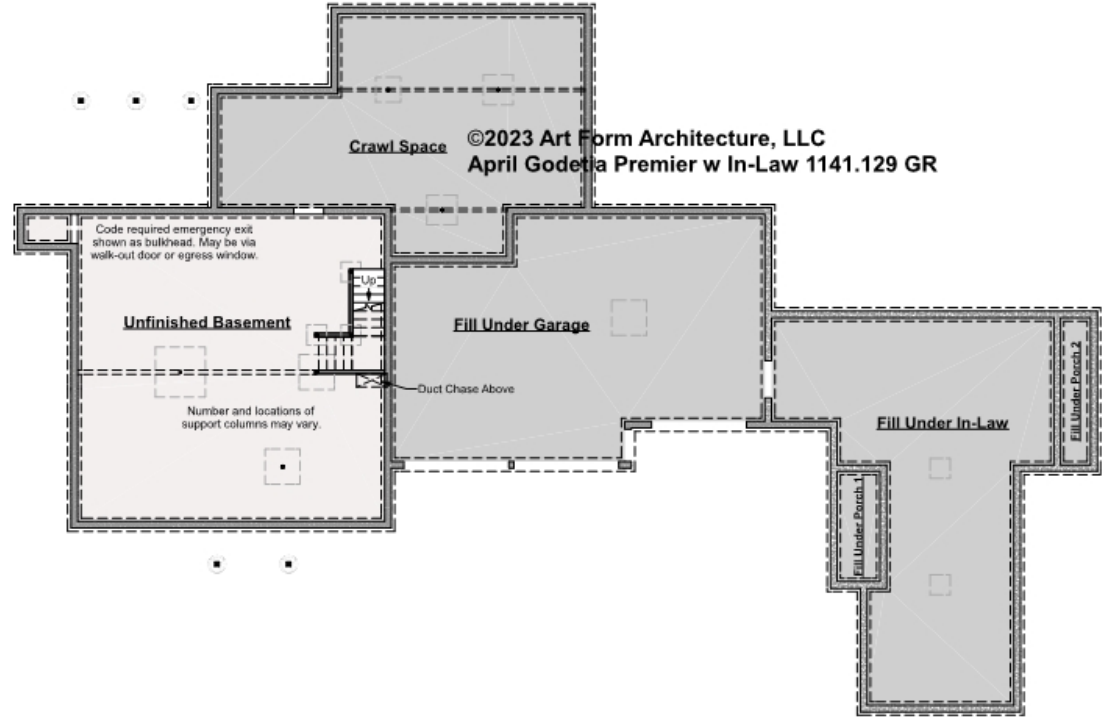 ©2023 Art Form Architecture, LLC
Crawl Space
April Godetia Premier w In-Law 1141.129 GR
Code required emergency exit
shown as bulkhead. May be via
walk-out door or egress window.
Up
Unfinished Basement
Fill Under Garage
Duct Chase Above
Number and locations of
support columns may vary.
Fill Under In-Law
Fill Under Porch 2
Fill Under Porch 1